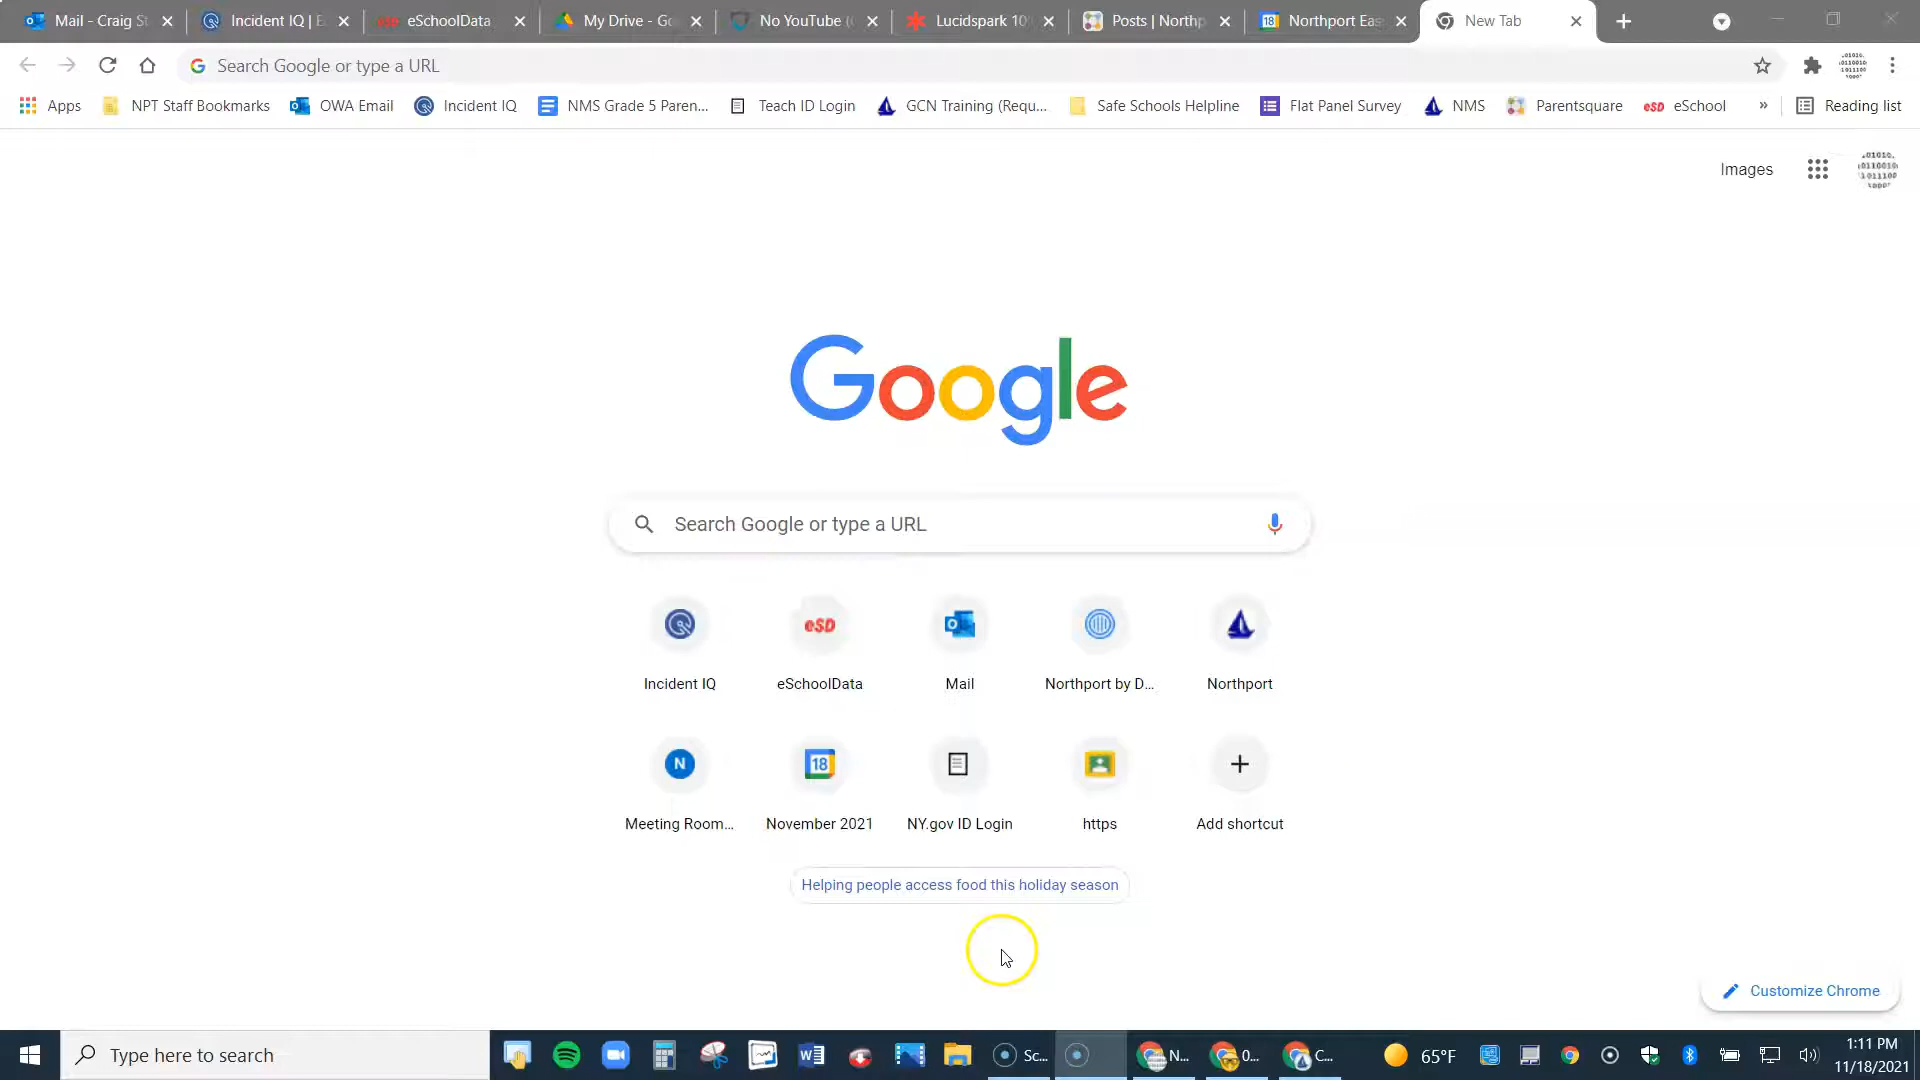 Mail - Craig St
Incident IQ | E
eSchoolData
My Drive - Go
No YouTube (
Lucidspark 10
Posts | Northp
Northport Eas
New Tab
Search Google or type a URL
Apps
NPT Staff Bookmarks
OWA Email
Incident IQ
NMS Grade 5 Paren...
Teach ID Login
GCN Training (Requ...
Safe Schools Helpline
Flat Panel Survey
NMS
Parentsquare
eSD eSchool
»
Reading list
Images
Google
Search Google or type a URL
eSD
Incident IQ
eSchoolData
Mail
Northport by D...
Northport
N
18
Meeting Room...
November 2021
NY.gov ID Login
https
Add shortcut
Helping people access food this holiday season
Customize Chrome
Type here to search
Sc...
N...
0...
C...
65°F
1:11 PM
11/18/2021